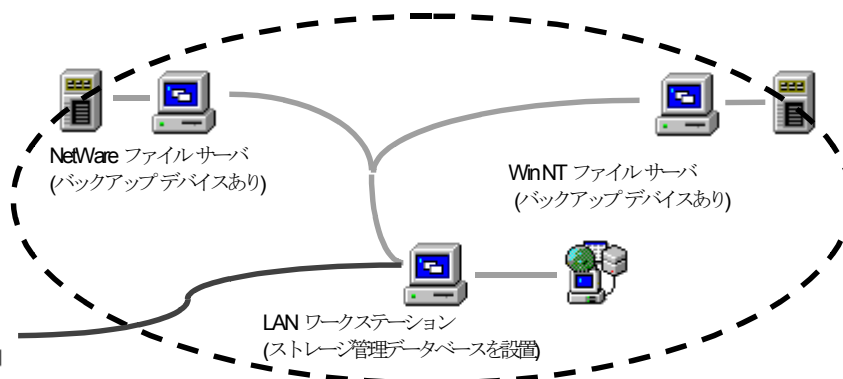 NetWare ファイルサーバ
(バックアップデバイスあり)
WinNT ファイルサーバ
(バックアップデバイスあり)
LAN ワークステーション
(ストレージ管理データベースを設置)